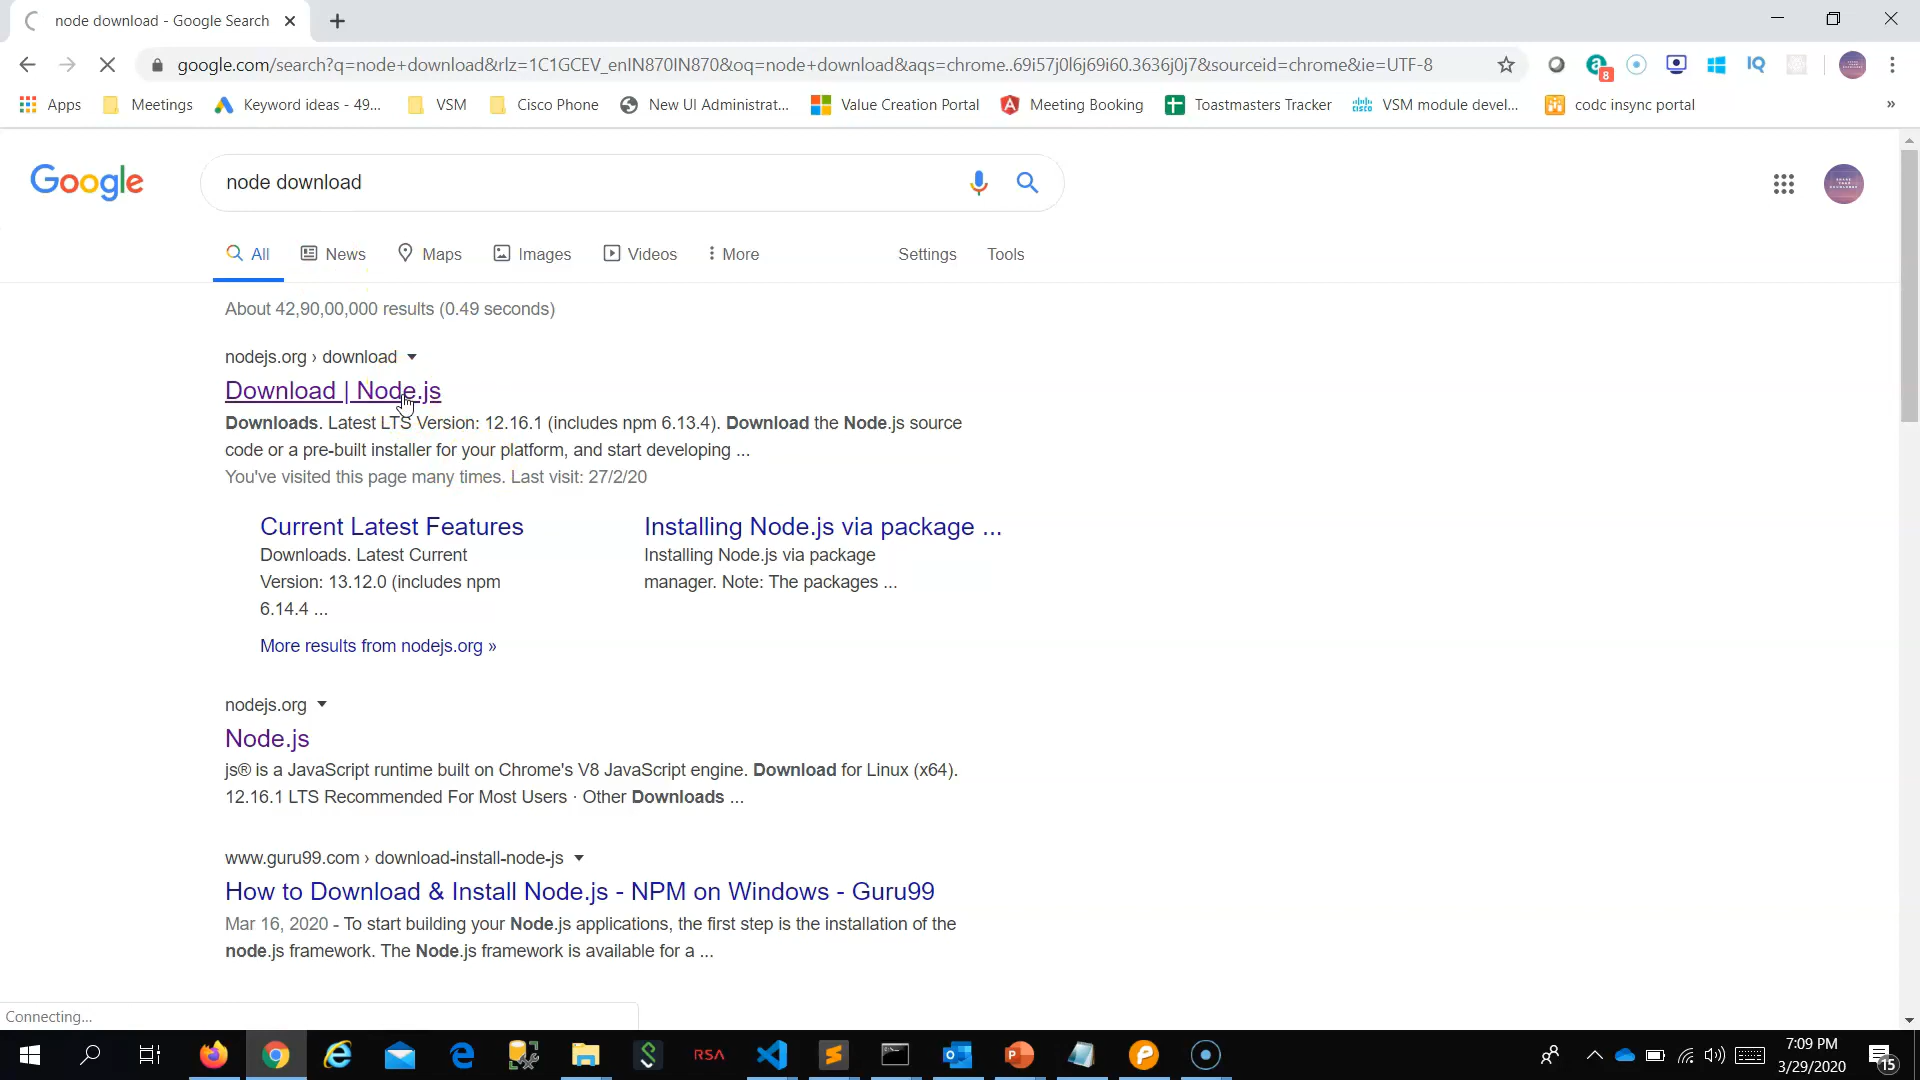 node download - Google Search
google.com/search?q=node+download&rlz=1C1GCEV_enIN870IN870&oq=node+download&aqs=chrome..69i57j0l6j69i60.3636j0j7&sourceid=chrome&ie=UTF-8
8
IQ
Apps
Meetings
Keyword ideas - 49...
VSM
Cisco Phone
New UI Administrat...
Value Creation Portal
Meeting Booking
Toastmasters Tracker
VSM module devel...
codc insync portal
»
Google
node download
All
News
Maps
Images
Videos
More
Settings
Tools
About 42,90,00,000 results (0.49 seconds)
nodejs.org › download
Download | Node.js
Downloads. Latest LTS Version: 12.16.1 (includes npm 6.13.4). Download the Node.js source
code or a pre-built installer for your platform, and start developing ...
You've visited this page many times. Last visit: 27/2/20
Current Latest Features
Downloads. Latest Current
Version: 13.12.0 (includes npm
6.14.4 ...
Installing Node.js via package ...
Installing Node.js via package
manager. Note: The packages ...
More results from nodejs.org »
nodejs.org
Node.js
js® is a JavaScript runtime built on Chrome's V8 JavaScript engine. Download for Linux (x64).
12.16.1 LTS Recommended For Most Users · Other Downloads ...
www.guru99.com › download-install-node-js
How to Download & Install Node.js - NPM on Windows - Guru99
Mar 16, 2020 - To start building your Node.js applications, the first step is the installation of the
node.js framework. The Node.js framework is available for a ...
Connecting...
RSA
7:09 PM
3/29/2020
15